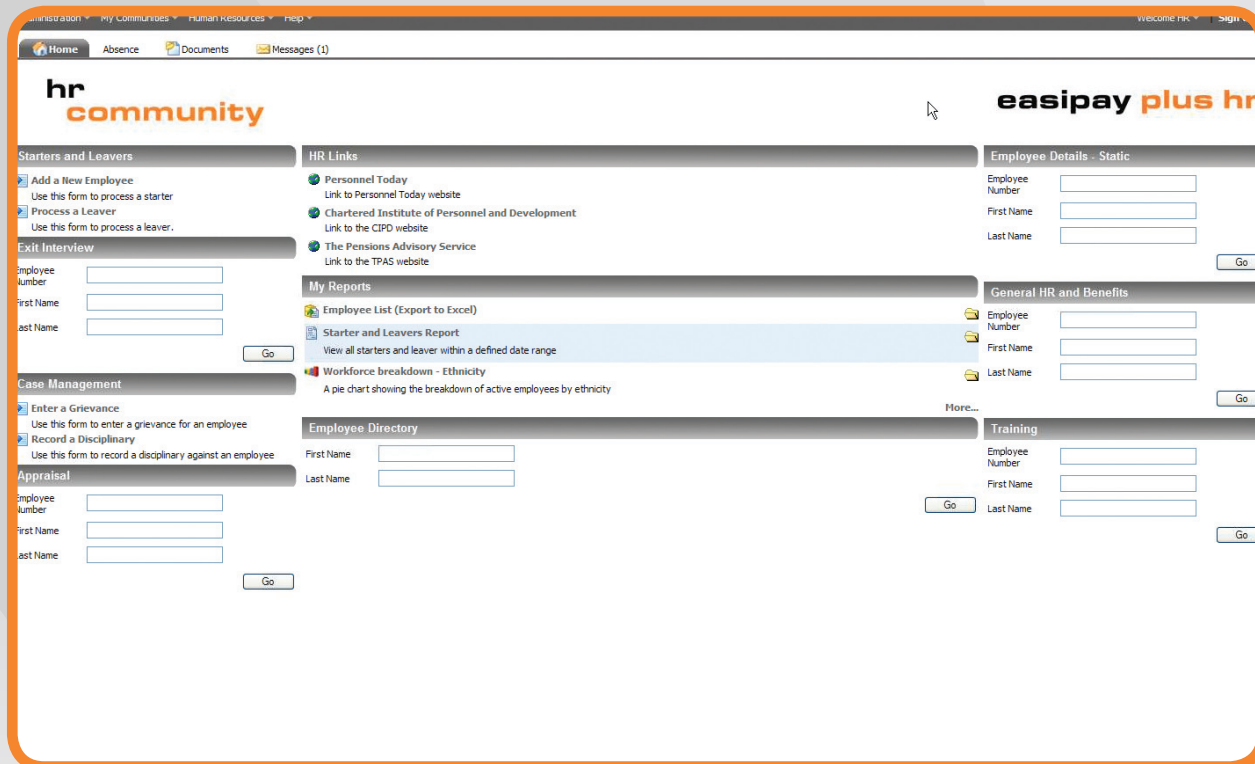 My Communities Human Resources Help Welcome HR
Home Absence Documents Messages (1)
hr
community
easipay plus hr
Starters and Leavers
Add a New Employee
Use this form to process a starter
Process a Leaver
Use this form to process a leaver.
Exit Interview
Employee
Number
First Name
Last Name
Go
Case Management
Enter a Grievance
Use this form to enter a grievance for an employee
Record a Disciplinary
Use this form to record a disciplinary against an employee
Appraisal
Employee
Number
First Name
Last Name
Go
HR Links
Personnel Today
Link to Personnel Today website
Chartered Institute of Personnel and Development
Link to the CIPD website
The Pensions Advisory Service
Link to the TPAS website
My Reports
Employee List (Export to Excel)
Starter and Leavers Report
View all starters and leaver within a defined date range
Workforce breakdown - Ethnicity
A pie chart showing the breakdown of active employees by ethnicity
More...
Employee Directory
First Name
Last Name
Go
Employee Details - Static
Employee
Number
First Name
Last Name
Go
General HR and Benefits
Employee
Number
First Name
Last Name
Go
Training
Employee
Number
First Name
Last Name
Go